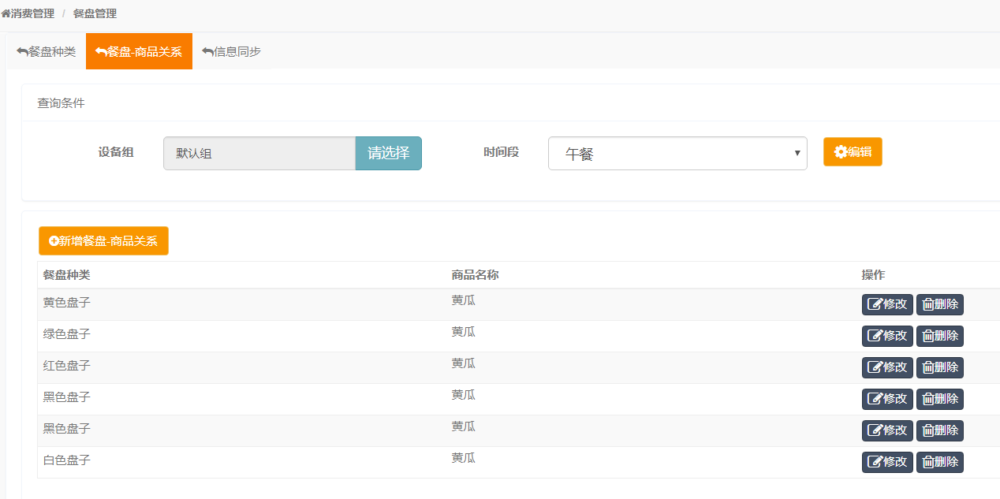 消费管理 / 餐盘管理
餐盘种类 餐盘-商品关系 信息同步
查询条件
设备组 默认组 请选择 时间段 午餐 编辑
新增餐盘-商品关系
餐盘种类 商品名称 操作
黄色盘子 黄瓜 修改 删除
绿色盘子 黄瓜 修改 删除
红色盘子 黄瓜 修改 删除
黑色盘子 黄瓜 修改 删除
黑色盘子 黄瓜 修改 删除
白色盘子 黄瓜 修改 删除